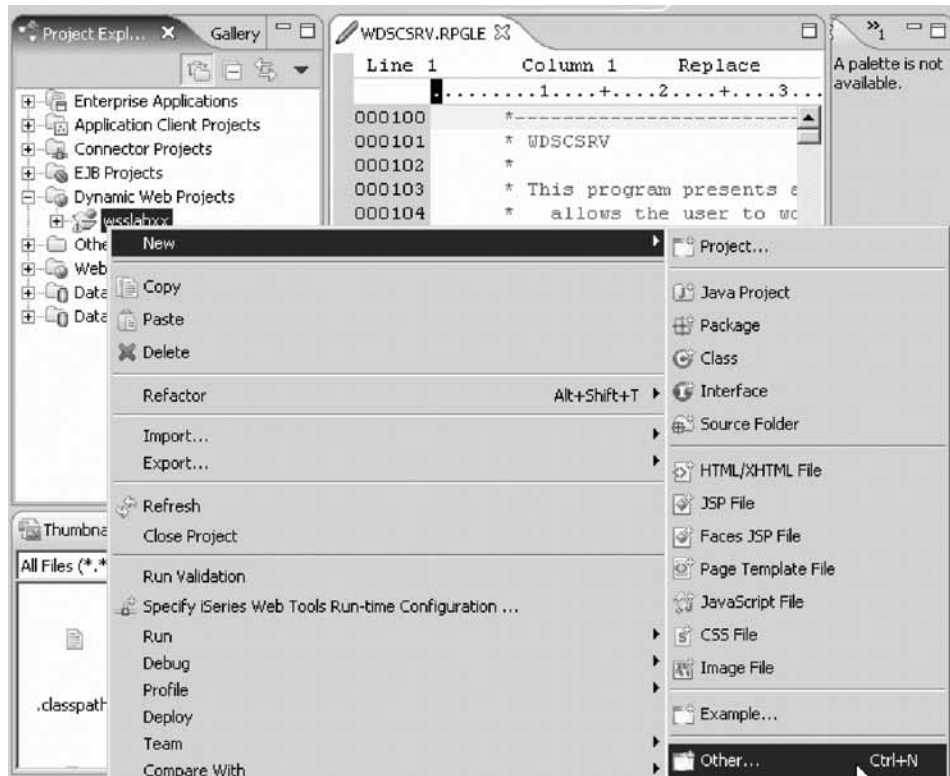 Project Expl... Gallery
Enterprise Applications
Application Client Projects
Connector Projects
EJB Projects
Dynamic Web Projects
wsslabxx
Othe
Web
Data
Data
WDSCSRV.RPGLE
Line 1 Column 1 Replace
.........1....+....2....+....3...
000100 *----------------------------
000101 * WDSCSRV
000102 *
000103 * This program presents a
000104 * allows the user to wo
»1
A palette is not
available.
New
Copy
Paste
Delete
Refactor Alt+Shift+T
Import...
Export...
Refresh
Close Project
Run Validation
Specify iSeries Web Tools Run-time Configuration ...
Run
Debug
Profile
Deploy
Team
Compare With
Project...
Java Project
Package
Class
Interface
Source Folder
HTML/XHTML File
JSP File
Faces JSP File
Page Template File
JavaScript File
CSS File
Image File
Example...
Other... Ctrl+N
Thumbna
All Files (*.*
.classpath